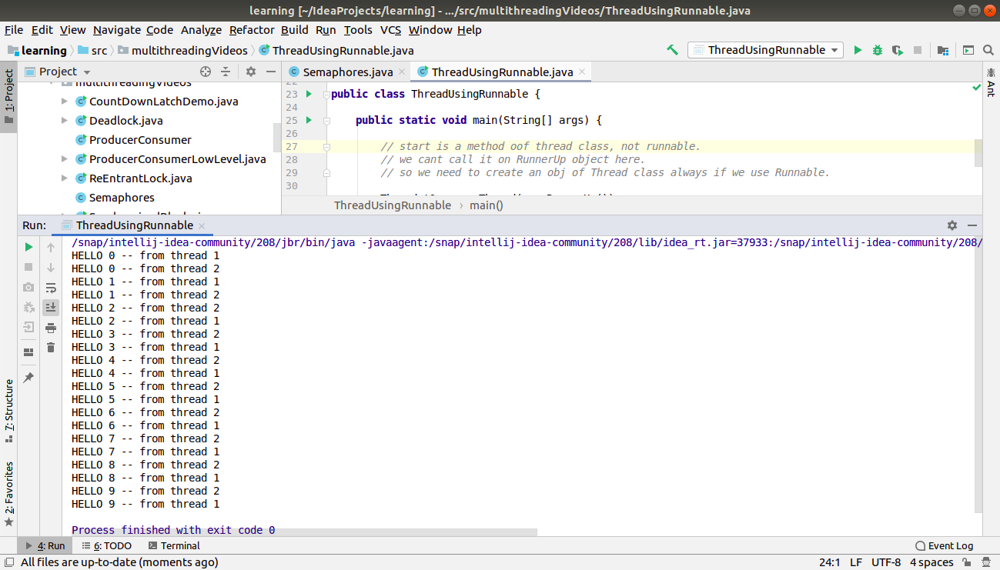 learning [~/IdeaProjects/learning] - .../src/multithreadingVideos/ThreadUsingRunnable.java
File Edit View Navigate Code Analyze Refactor Build Run Tools VCS Window Help
learning src multithreadingVideos ThreadUsingRunnable.java ThreadUsingRunnable
1: Project
Project
multithreadingVideos
CountDownLatchDemo.java
Deadlock.java
ProducerConsumer
ProducerConsumerLowLevel.java
ReEntrantLock.java
Semaphores
Semaphores.java ThreadUsingRunnable.java
22
23 public class ThreadUsingRunnable {
24
25 public static void main(String[] args) {
26
27 // start is a method oof thread class, not runnable.
28 // we cant call it on RunnerUp object here.
29 // so we need to create an obj of Thread class always if we use Runnable.
30
ThreadUsingRunnable › main()
Ant
Run: ThreadUsingRunnable
/snap/intellij-idea-community/208/jbr/bin/java -javaagent:/snap/intellij-idea-community/208/lib/idea_rt.jar=37933:/snap/intellij-idea-community/208/
HELLO 0 -- from thread 1
HELLO 0 -- from thread 2
HELLO 1 -- from thread 1
HELLO 1 -- from thread 2
HELLO 2 -- from thread 2
HELLO 2 -- from thread 1
HELLO 3 -- from thread 2
HELLO 3 -- from thread 1
HELLO 4 -- from thread 2
HELLO 4 -- from thread 1
HELLO 5 -- from thread 2
HELLO 5 -- from thread 1
HELLO 6 -- from thread 2
HELLO 6 -- from thread 1
HELLO 7 -- from thread 2
HELLO 7 -- from thread 1
HELLO 8 -- from thread 2
HELLO 8 -- from thread 1
HELLO 9 -- from thread 2
HELLO 9 -- from thread 1
Process finished with exit code 0
7: Structure
2: Favorites
4: Run 6: TODO Terminal Event Log
All files are up-to-date (moments ago) 24:1 LF UTF-8 4 spaces